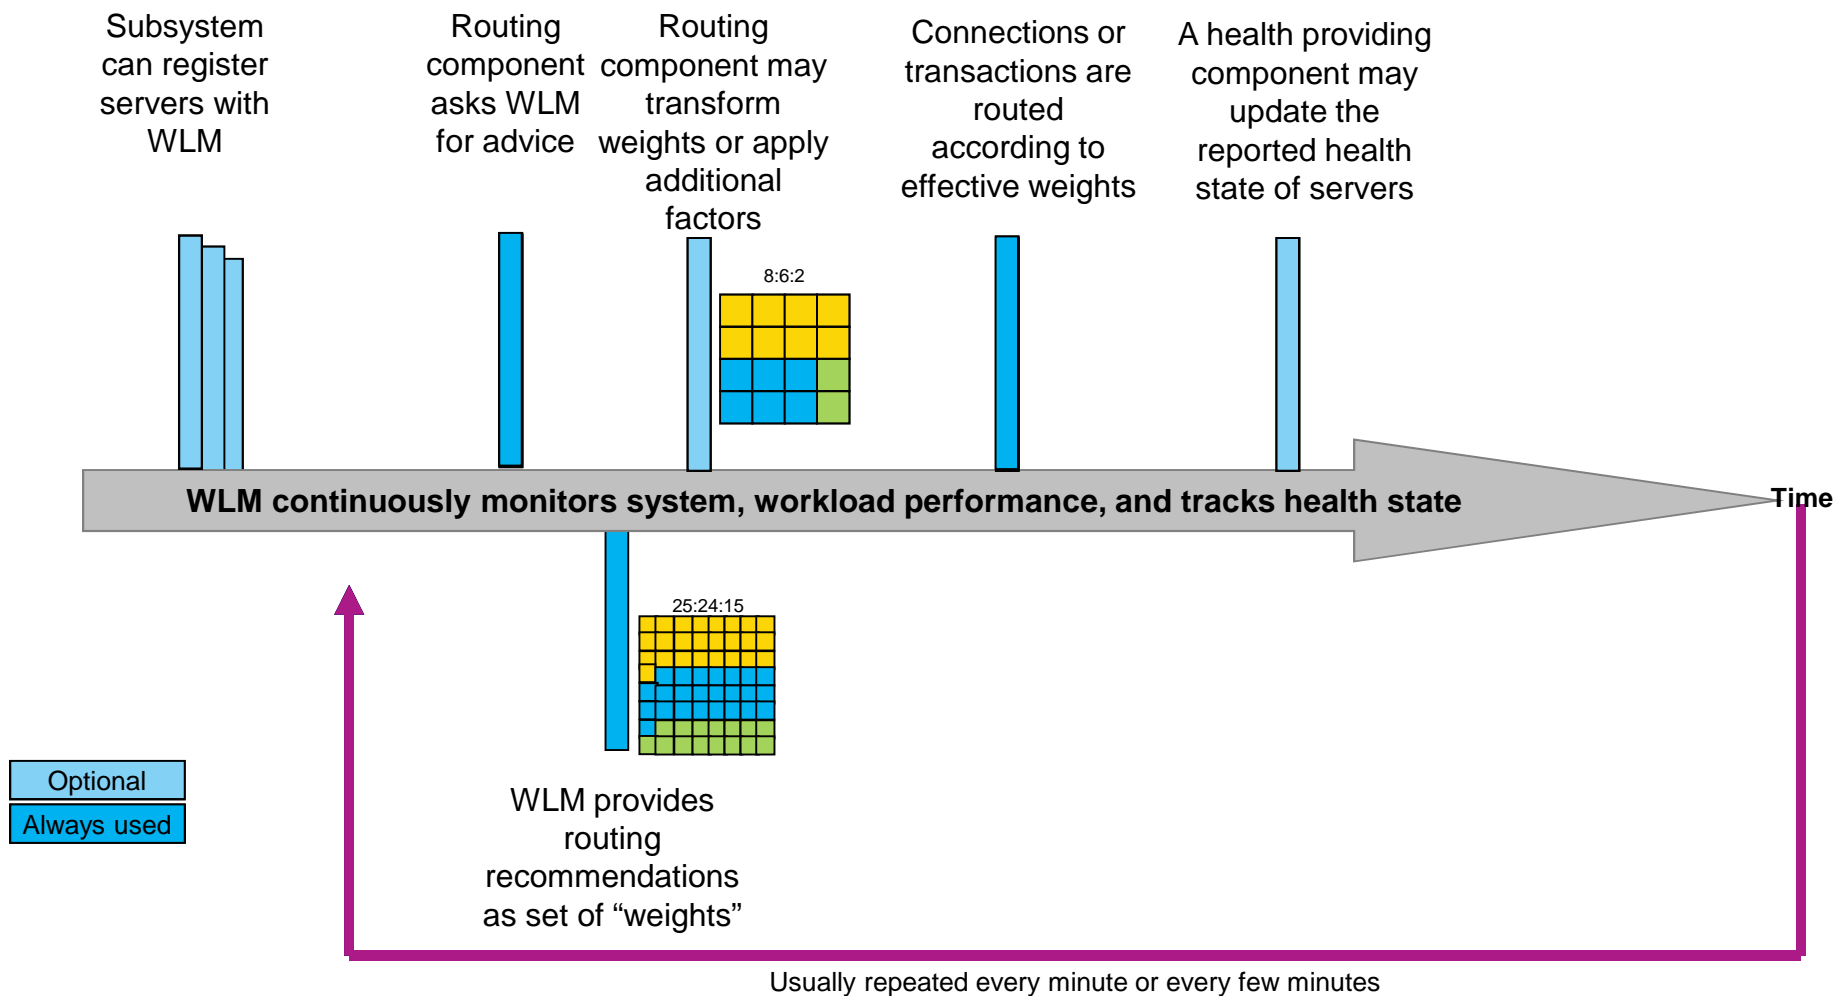 Subsystem
can register
servers with
WLM
Routing
component
asks WLM
for advice
Routing
component may
transform
weights or apply
additional
factors
Connections or
transactions are
routed
according to
effective weights
A health providing
component may
update the
reported health
state of servers
8:6:2
WLM continuously monitors system, workload performance, and tracks health state
Time
25:24:15
Optional
Always used
WLM provides
routing
recommendations
as set of “weights”
Usually repeated every minute or every few minutes